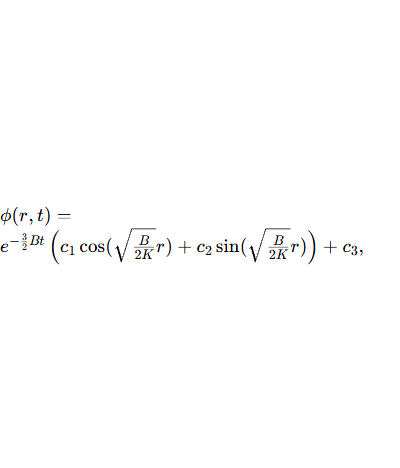 ϕ(r, t) =
e^{-\frac{3}{2}Bt} \left( c_1 \cos(\sqrt{\frac{B}{2K}} r) + c_2 \sin(\sqrt{\frac{B}{2K}} r) \right) + c_3,